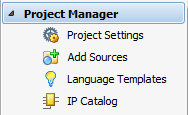 Project Manager
Project Settings
Add Sources
Language Templates
IP Catalog